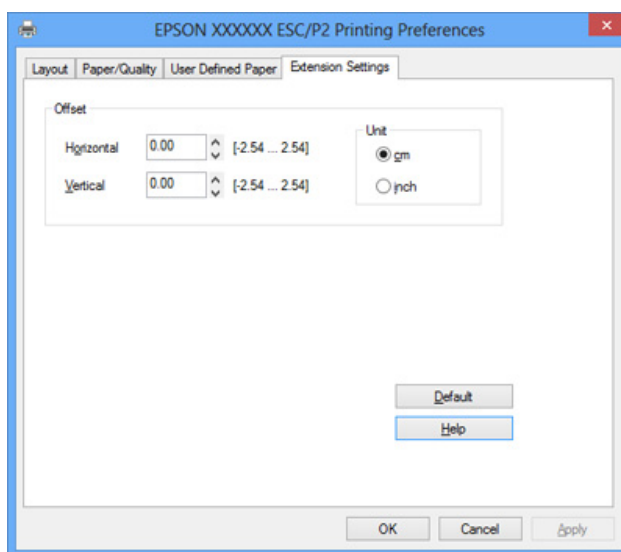 EPSON XXXXXX ESC/P2 Printing Preferences
Layout Paper/Quality User Defined Paper Extension Settings
Offset
Horizontal 0.00 [-2.54 ... 2.54]
Vertical 0.00 [-2.54 ... 2.54]
Unit
cm
inch
Default
Help
OK Cancel Apply